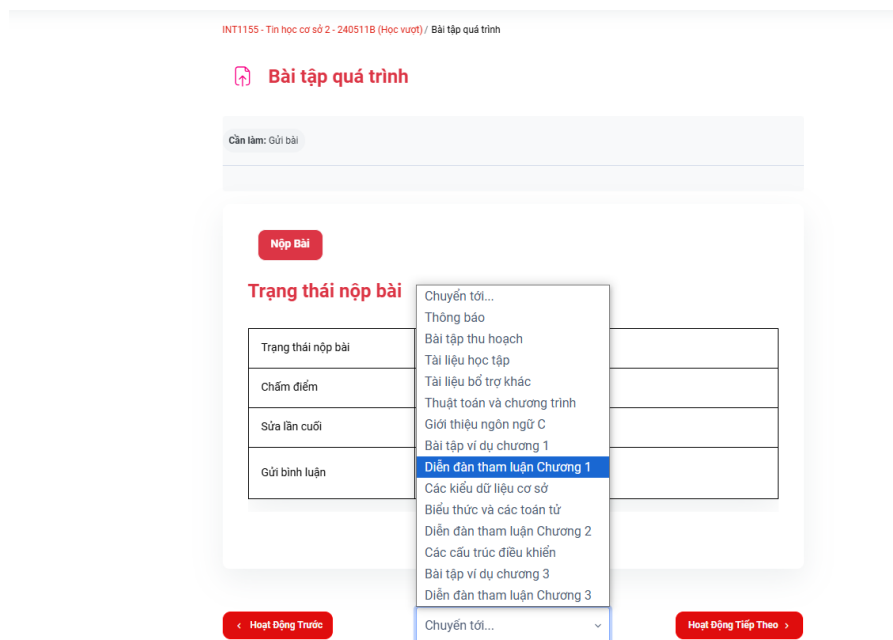 INT1155 - Tin học cơ sở 2 - 240511B (Học vượt) / Bài tập quá trình
Bài tập quá trình
Cần làm: Gửi bài
Nộp Bài
Trạng thái nộp bài
Trạng thái nộp bài
Chấm điểm
Sửa lần cuối
Gửi bình luận
Chuyển tới...
Thông báo
Bài tập thu hoạch
Tài liệu học tập
Tài liệu bổ trợ khác
Thuật toán và chương trình
Giới thiệu ngôn ngữ C
Bài tập ví dụ chương 1
Diễn đàn tham luận Chương 1
Các kiểu dữ liệu cơ sở
Biểu thức và các toán tử
Diễn đàn tham luận Chương 2
Các cấu trúc điều khiển
Bài tập ví dụ chương 3
Diễn đàn tham luận Chương 3
Hoạt Động Trước
Chuyển tới...
Hoạt Động Tiếp Theo